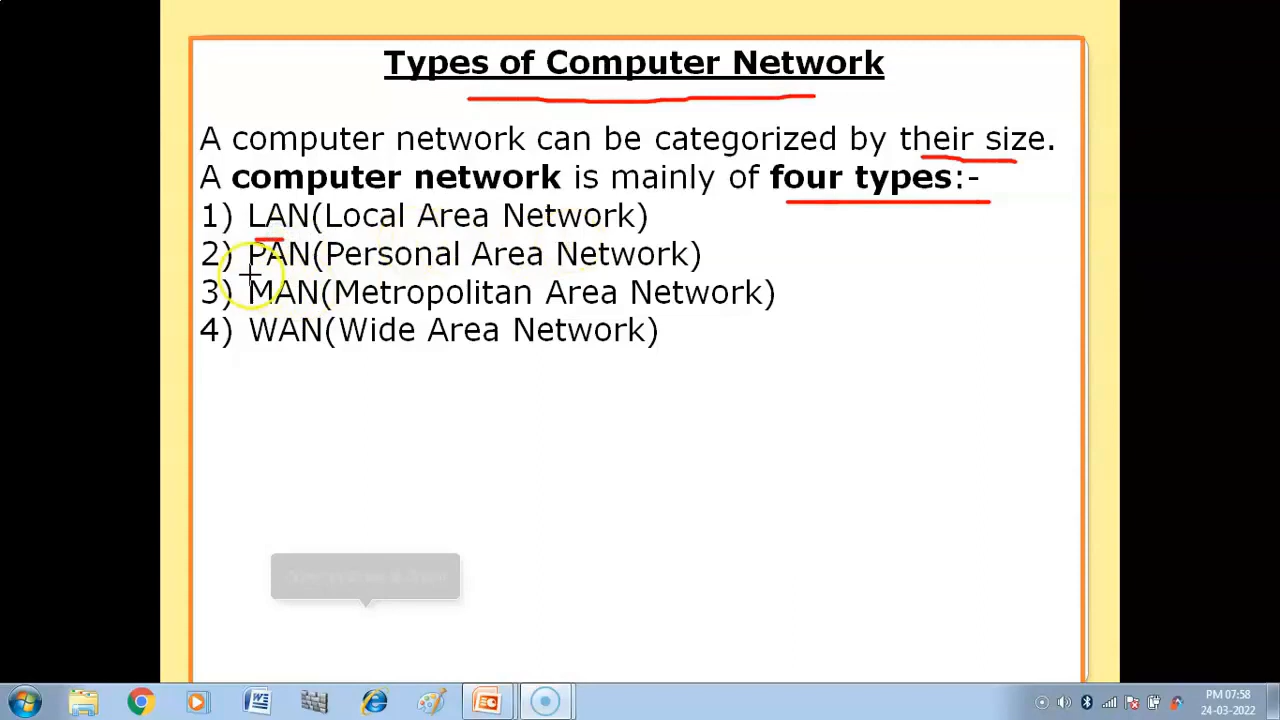 Types of Computer Network
A computer network can be categorized by their size.
A computer network is mainly of four types:-
1) LAN(Local Area Network)
2) PAN(Personal Area Network)
3) MAN(Metropolitan Area Network)
4) WAN(Wide Area Network)
PM 07:58
24-03-2022